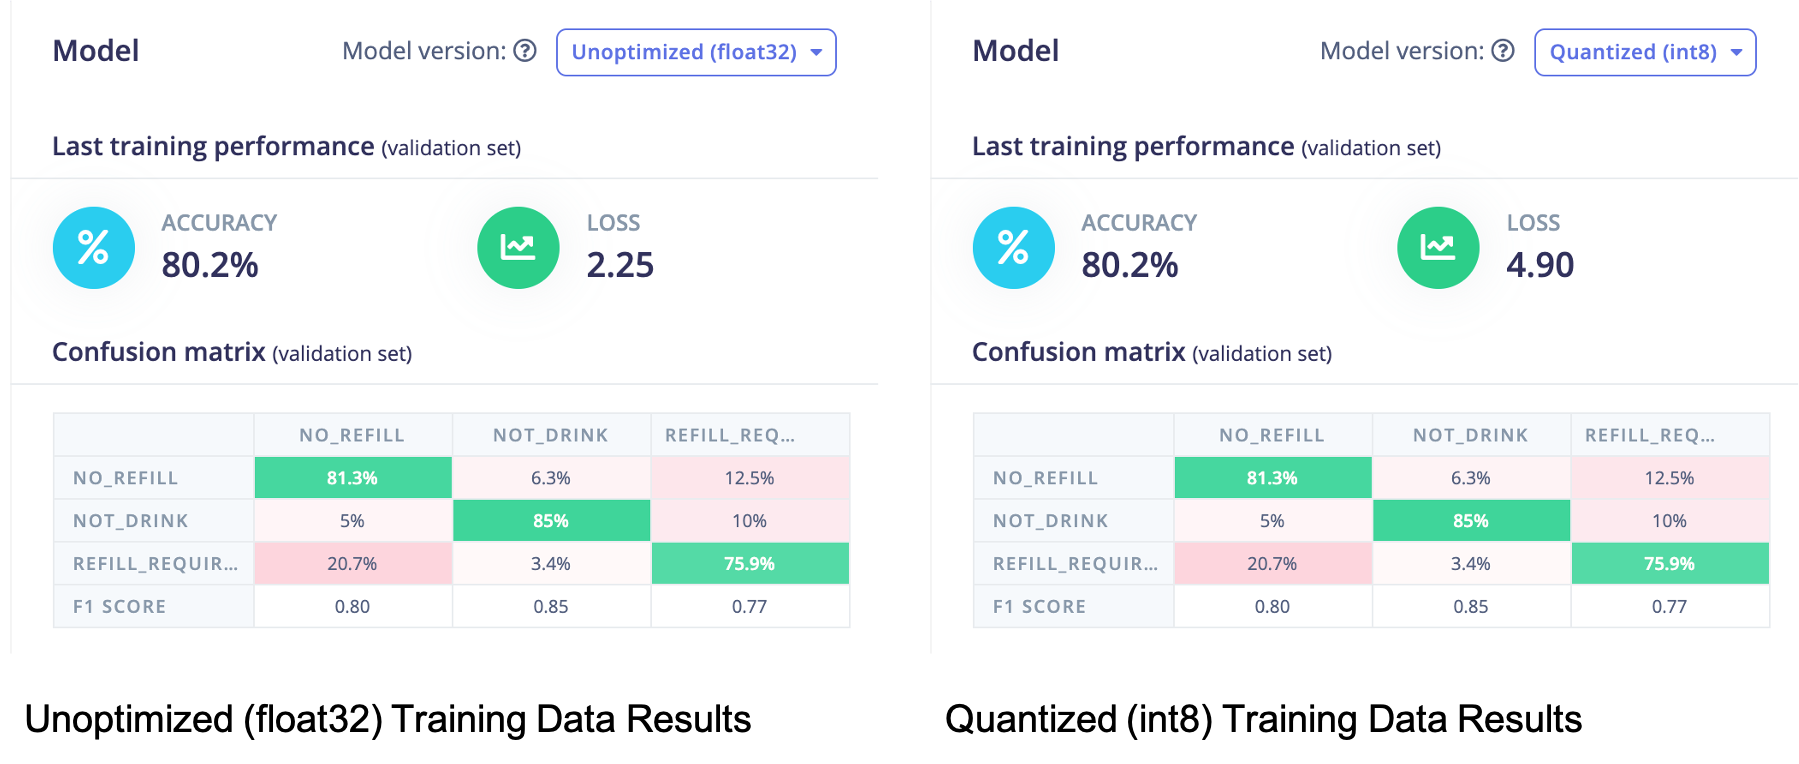 Model
Model version: ? Unoptimized (float32)
Last training performance (validation set)
%
ACCURACY
80.2%
LOSS
2.25
Confusion matrix (validation set)
NO_REFILL NOT_DRINK REFILL_REQ...
NO_REFILL 81.3% 6.3% 12.5%
NOT_DRINK 5% 85% 10%
REFILL_REQUIR... 20.7% 3.4% 75.9%
F1 SCORE 0.80 0.85 0.77
Unoptimized (float32) Training Data Results
Model
Model version: ? Quantized (int8)
Last training performance (validation set)
%
ACCURACY
80.2%
LOSS
4.90
Confusion matrix (validation set)
NO_REFILL NOT_DRINK REFILL_REQ...
NO_REFILL 81.3% 6.3% 12.5%
NOT_DRINK 5% 85% 10%
REFILL_REQUIR... 20.7% 3.4% 75.9%
F1 SCORE 0.80 0.85 0.77
Quantized (int8) Training Data Results